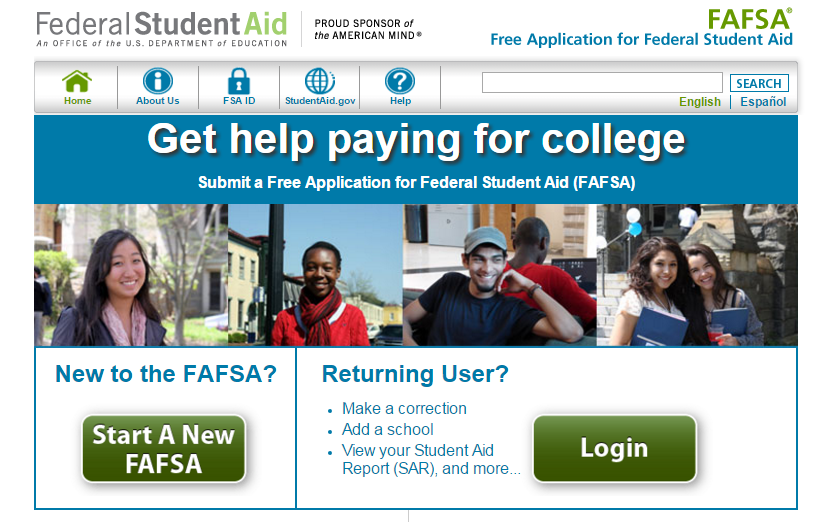 Federal Student Aid
An OFFICE of the U.S. DEPARTMENT of EDUCATION
PROUD SPONSOR of
the AMERICAN MIND®
FAFSA®
Free Application for Federal Student Aid
Home
About Us
FSA ID
StudentAid.gov
Help
SEARCH
English
Español
Get help paying for college
Submit a Free Application for Federal Student Aid (FAFSA)
New to the FAFSA?
Start A New
FAFSA
Returning User?
• Make a correction
• Add a school
• View your Student Aid
Report (SAR), and more...
Login